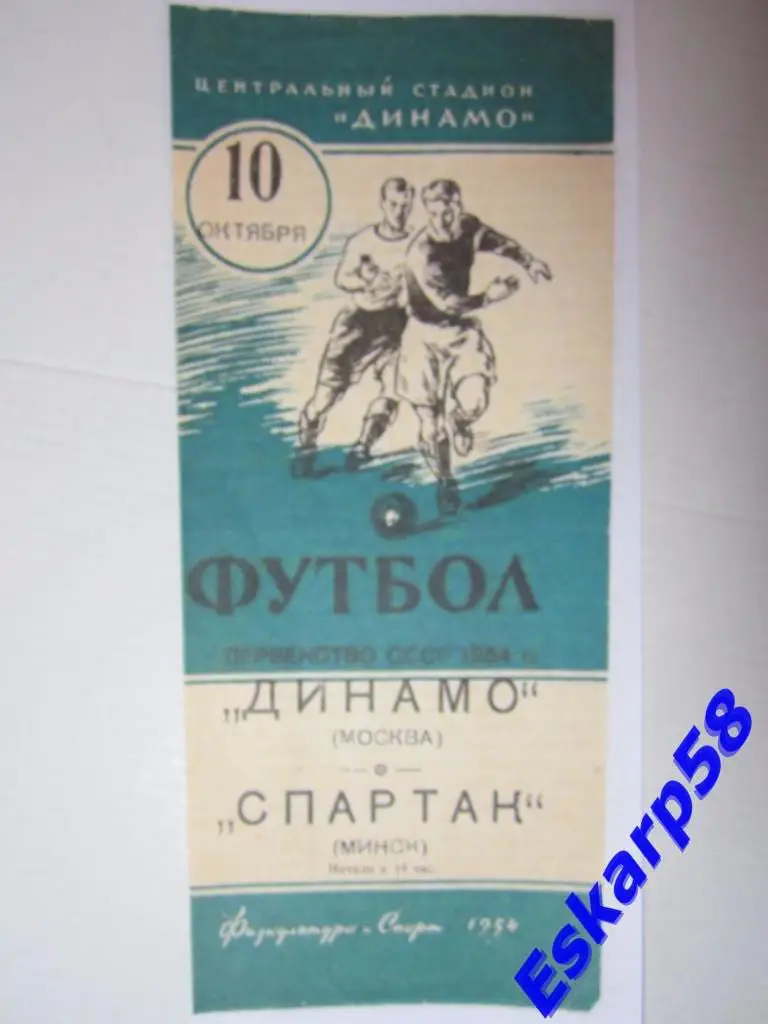 ЦЕНТРАЛЬНЫЙ СТАДИОН
„ДИНАМО“
10
ОКТЯБРЯ
ФУТБОЛ
ПЕРВЕНСТВО СССР 1954 г.
„ДИНАМО“
(МОСКВА)
„СПАРТАК“
(МИНСК)
Начало в час.
Физкультура и Спорт 1954
Eskarp58